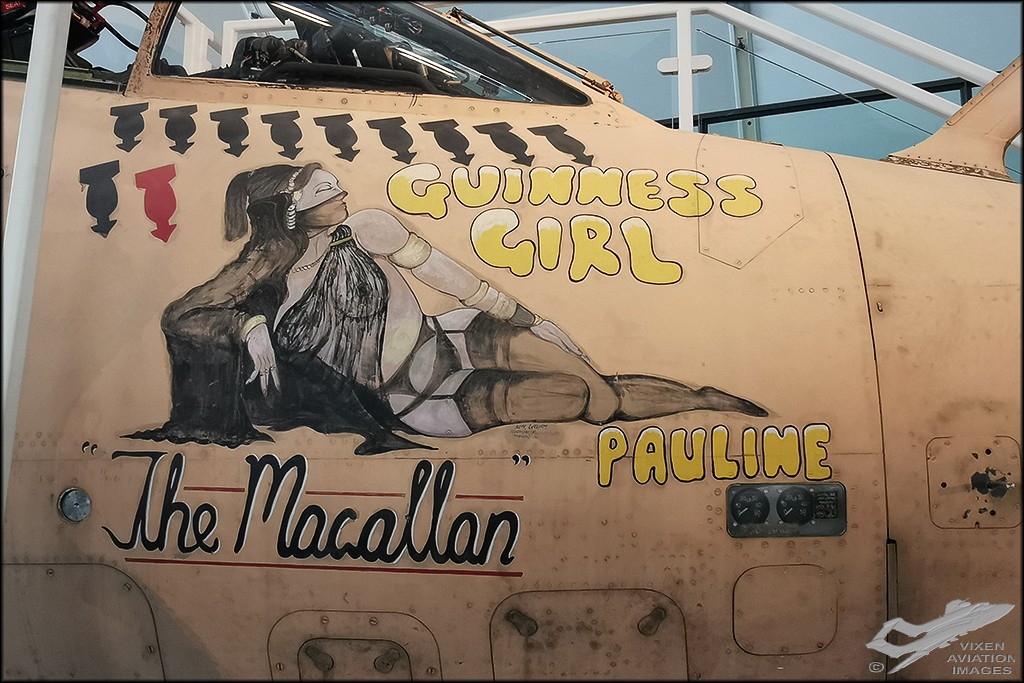 GUINNESS
GIRL
PAULINE
"The Macallan"
©
VIXEN
AVIATION
IMAGES